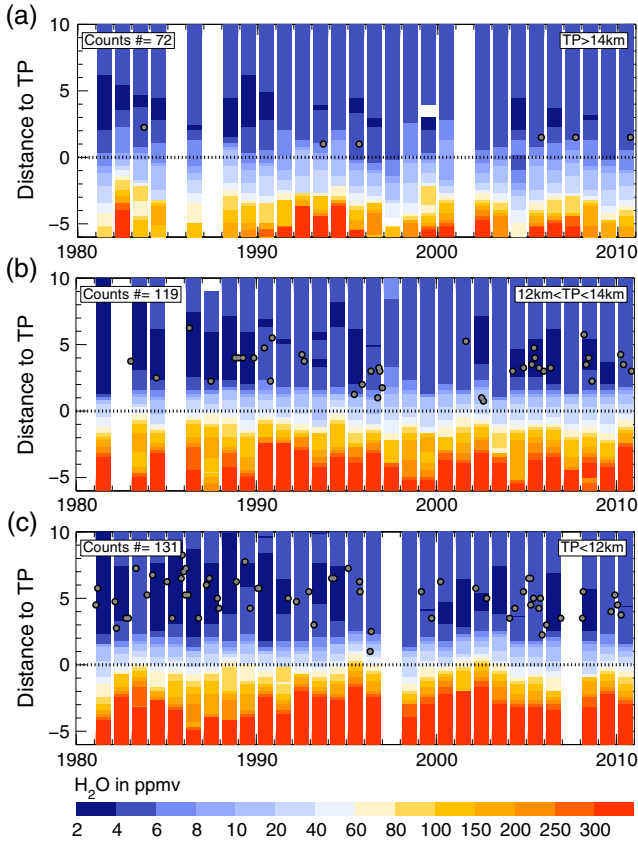 (a)
10
Counts #= 72
TP>14km
5
0
−5
Distance to TP
1980
1990
2000
2010
(b)
10
Counts #= 119
12km<TP<14km
5
0
−5
Distance to TP
1980
1990
2000
2010
(c)
10
Counts #= 131
TP<12km
5
0
−5
Distance to TP
1980
1990
2000
2010
H2O in ppmv
2 4 6 8 10 20 40 60 80 100 150 200 250 300